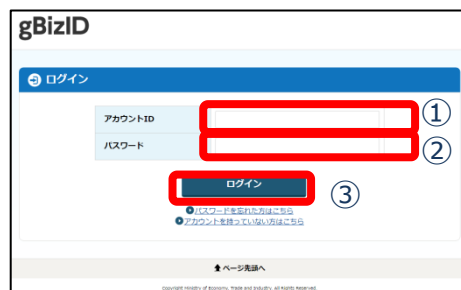 gBizID
ログイン
アカウントID ①
パスワード ②
ログイン ③
パスワードを忘れた方はこちら
アカウントを持っていない方はこちら
ページ先頭へ
Copyright Ministry of Economy, Trade and Industry. All Rights Reserved.